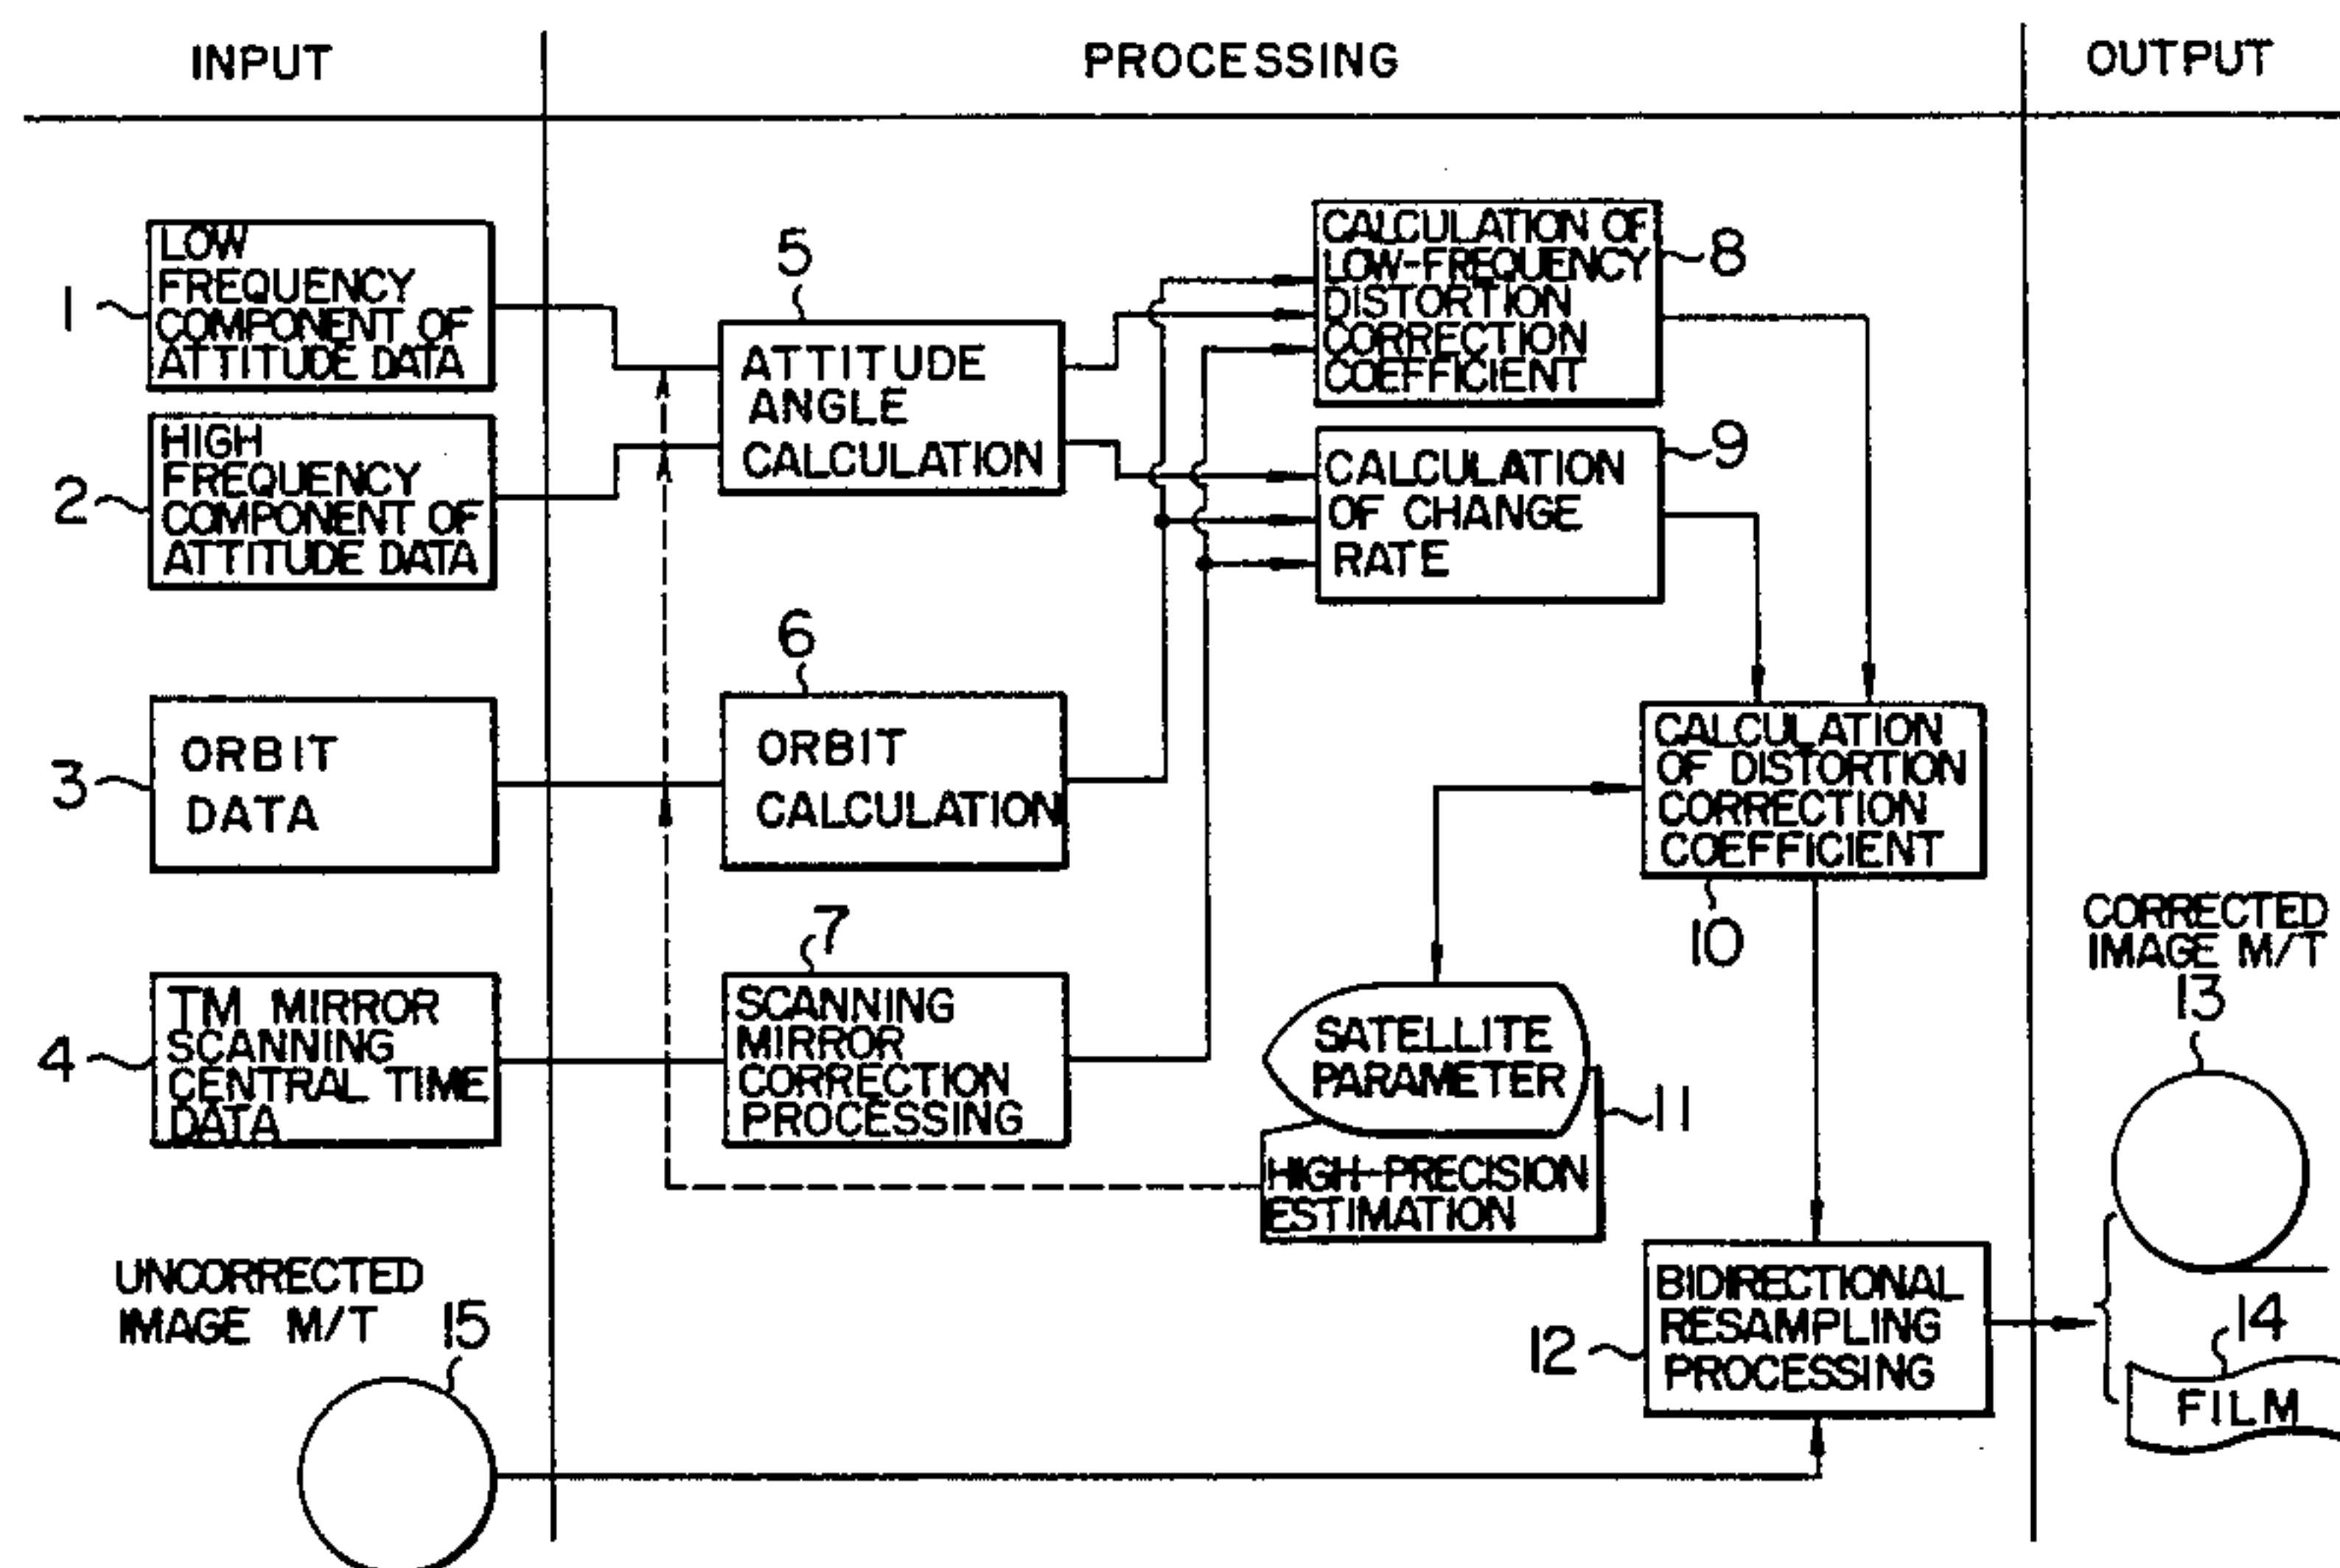 INPUT
PROCESSING
OUTPUT
1
LOW
FREQUENCY
COMPONENT OF
ATTITUDE DATA
2
HIGH
FREQUENCY
COMPONENT OF
ATTITUDE DATA
3
ORBIT
DATA
4
TM MIRROR
SCANNING
CENTRAL TIME
DATA
UNCORRECTED
IMAGE M/T
15
5
ATTITUDE
ANGLE
CALCULATION
6
ORBIT
CALCULATION
7
SCANNING
MIRROR
CORRECTION
PROCESSING
8
CALCULATION OF
LOW-FREQUENCY
DISTORTION
CORRECTION
COEFFICIENT
9
CALCULATION
OF CHANGE
RATE
CALCULATION
OF DISTORTION
CORRECTION
COEFFICIENT
10
SATELLITE
PARAMETER
11
HIGH-PRECISION
ESTIMATION
12
BIDIRECTIONAL
RESAMPLING
PROCESSING
CORRECTED
IMAGE M/T
13
14
FILM